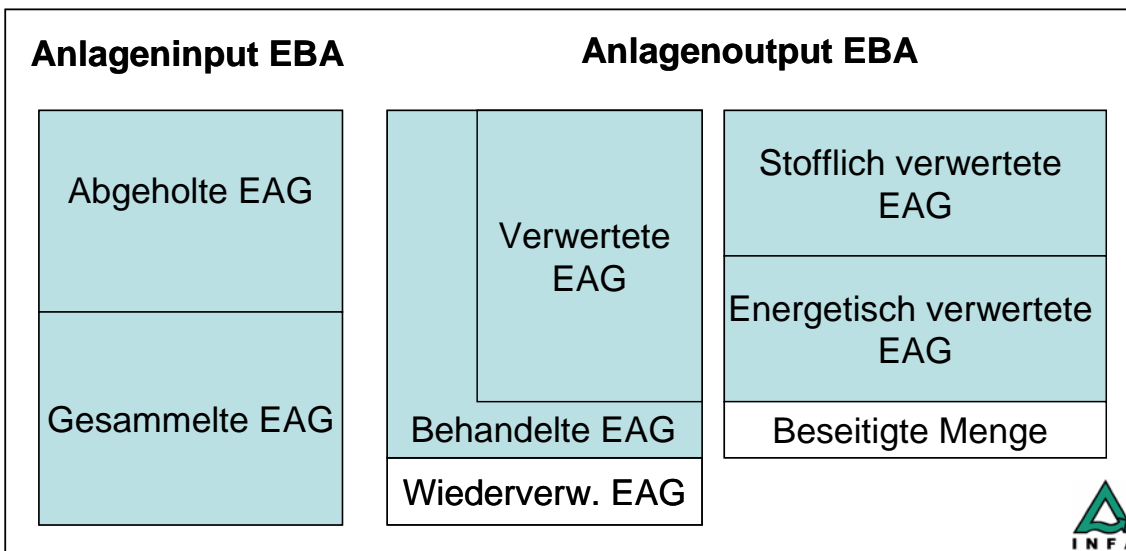 Anlageninput EBA
Anlagenoutput EBA
Abgeholte EAG
Gesammelte EAG
Verwertete
EAG
Behandelte EAG
Wiederverw. EAG
Stofflich verwertete
EAG
Energetisch verwertete
EAG
Beseitigte Menge